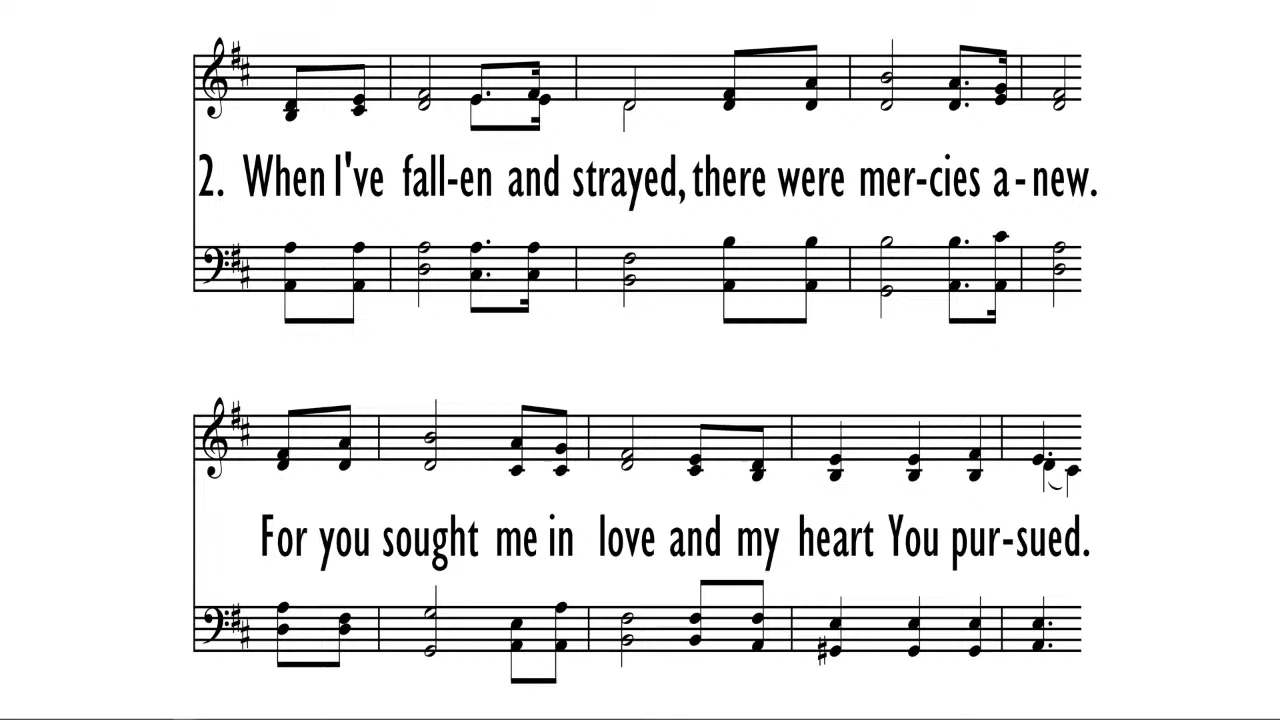 2. When I've fall-en and strayed, there were mer-cies a-new.
For you sought me in love and my heart You pur-sued.